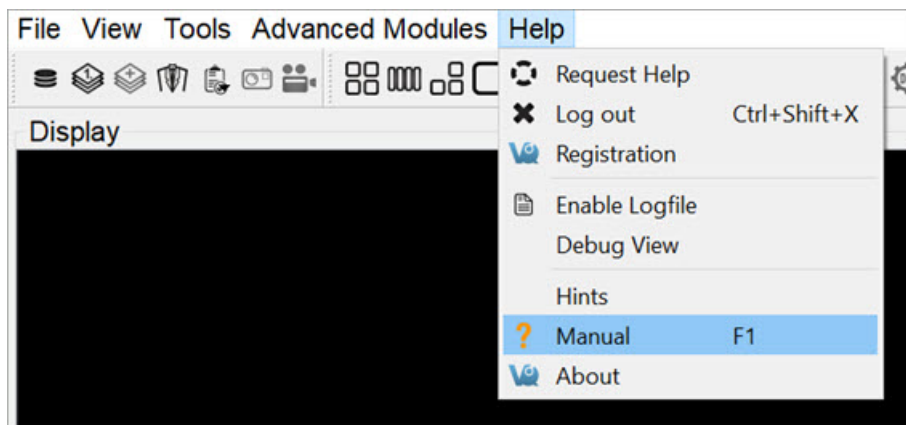 File View Tools Advanced Modules Help
Request Help
Log out Ctrl+Shift+X
Registration
Enable Logfile
Debug View
Hints
Manual F1
About
Display